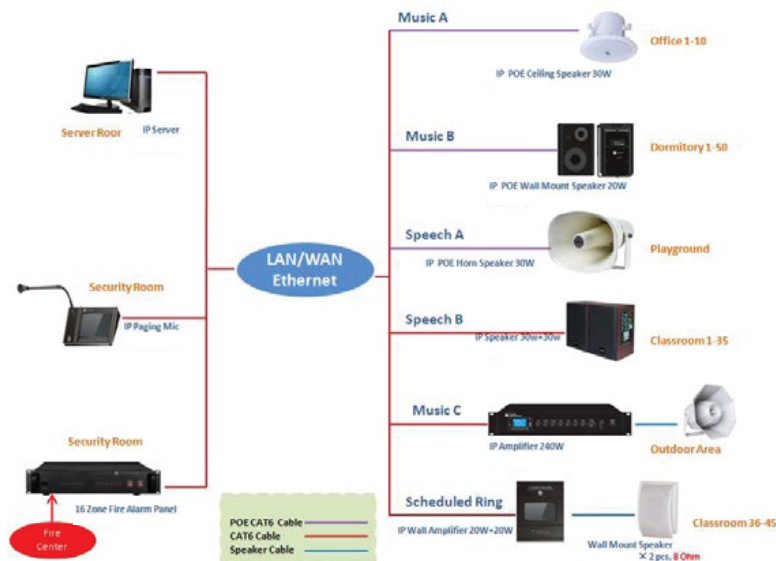 Music A
Office 1-10
IP POE Ceiling Speaker 30W
Server Roor
IP Server
Music B
Dormitory 1-50
IP POE Wall Mount Speaker 20W
Speech A
Playground
IP POE Horn Speaker 30W
LAN/WAN
Ethernet
Security Room
IP Paging Mic
Speech B
IP Speaker 30w+30w
Classroom 1-35
Music C
IP Amplifier 240W
Outdoor Area
Security Room
16 Zone Fire Alarm Panel
Fire
Center
POE CAT6 Cable
CAT6 Cable
Speaker Cable
Scheduled Ring
IP Wall Amplifier 20W+20W
Classroom 36-45
Wall Mount Speaker
× 2 pcs, 8 Ohm